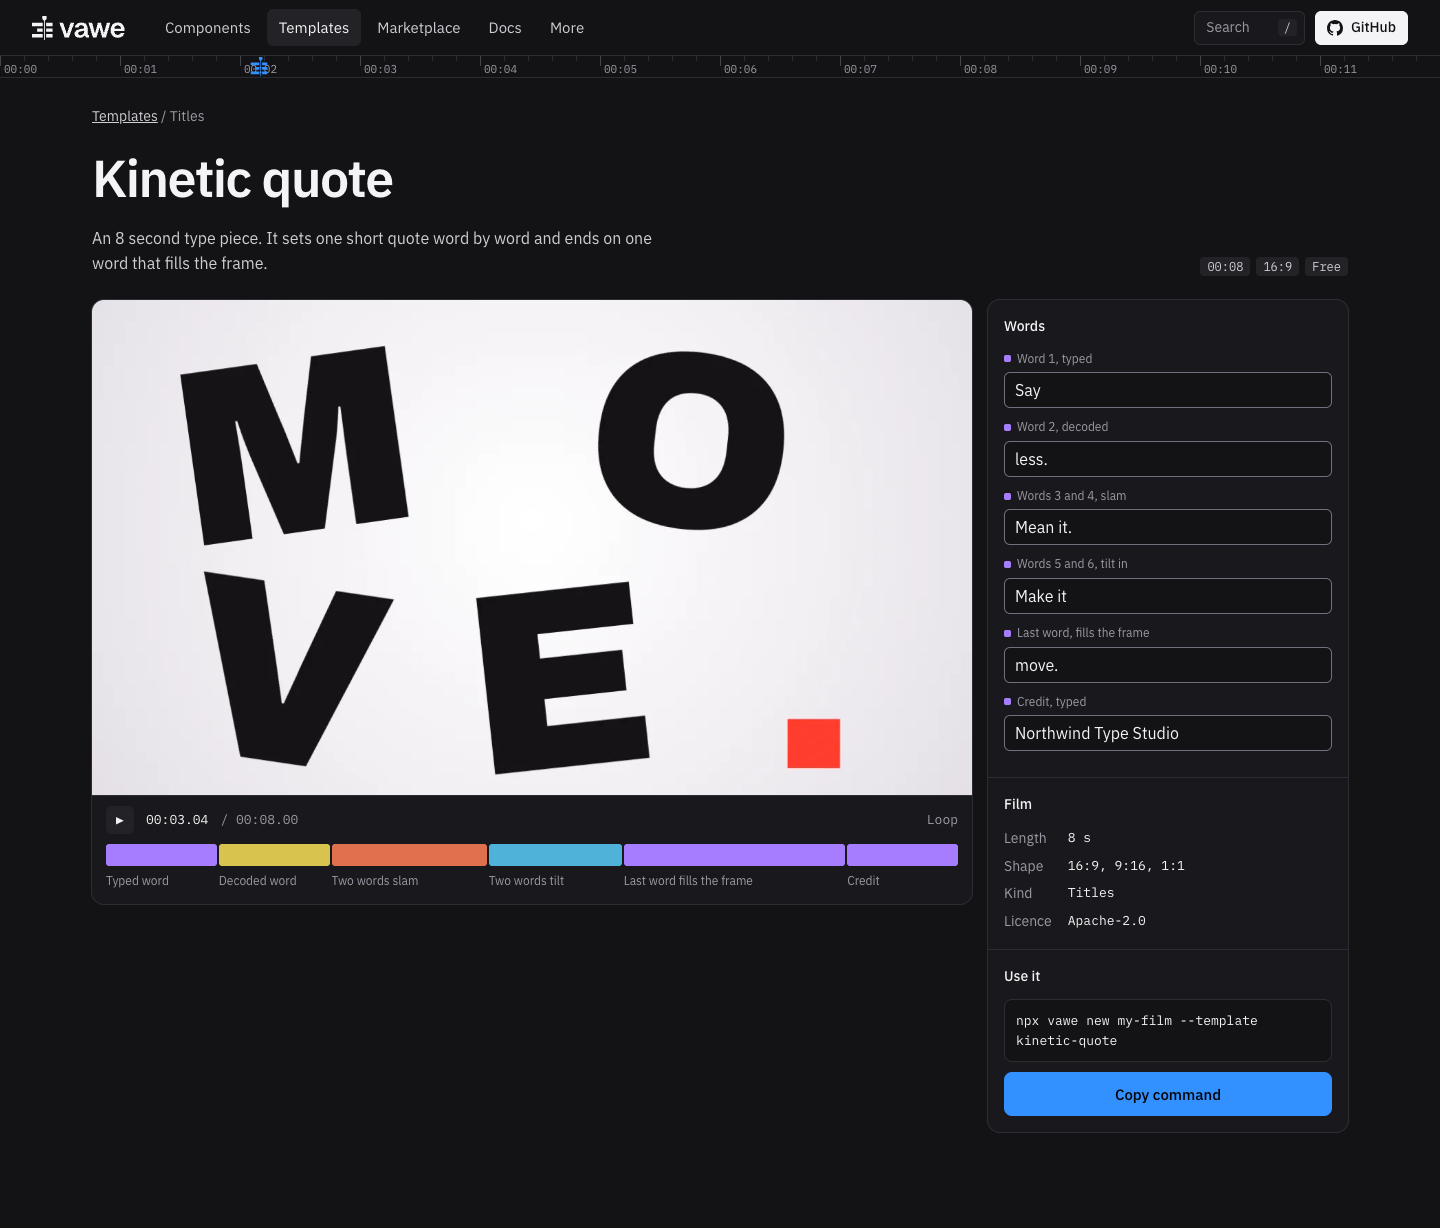 vawe
Components
Templates
Marketplace
Docs
More
Search /
GitHub
00:00 00:01 00:02 00:03 00:04 00:05 00:06 00:07 00:08 00:09 00:10 00:11
Templates / Titles
Kinetic quote
An 8 second type piece. It sets one short quote word by word and ends on one
word that fills the frame.
00:08 16:9 Free
M O
V E .
▶ 00:03.04 / 00:08.00 Loop
Typed word Decoded word Two words slam Two words tilt Last word fills the frame Credit
Words
Word 1, typed
Say
Word 2, decoded
less.
Words 3 and 4, slam
Mean it.
Words 5 and 6, tilt in
Make it
Last word, fills the frame
move.
Credit, typed
Northwind Type Studio
Film
Length 8 s
Shape 16:9, 9:16, 1:1
Kind Titles
Licence Apache-2.0
Use it
npx vawe new my-film --template
kinetic-quote
Copy command